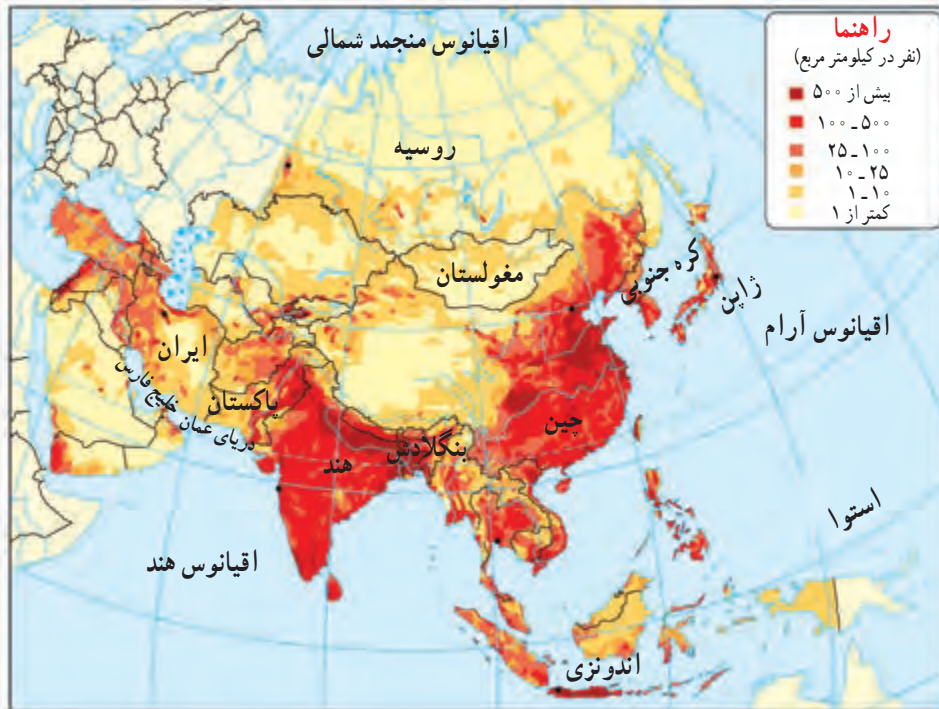 راهنما
(نفر در کیلومتر مربع)
بیش از ۵۰۰
۱۰۰ ـ ۵۰۰
۲۵ ـ ۱۰۰
۱۰ ـ ۲۵
۱ ـ ۱۰
کمتر از ۱
اقیانوس منجمد شمالی
روسیه
مغولستان
کره جنوبی
ژاپن
اقیانوس آرام
ایران
خلیج فارس
دریای عمان
پاکستان
هند
بنگلادش
چین
استوا
اقیانوس هند
اندونزی